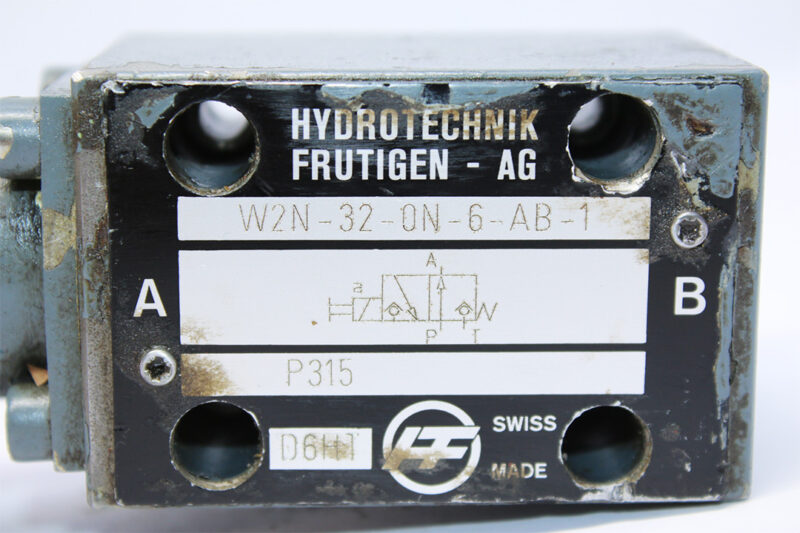 HYDROTECHNIK
FRUTIGEN - AG
W2N-32-0N-6-AB-1
A
a
A
B
P T
P315
D6HT
SWISS
MADE